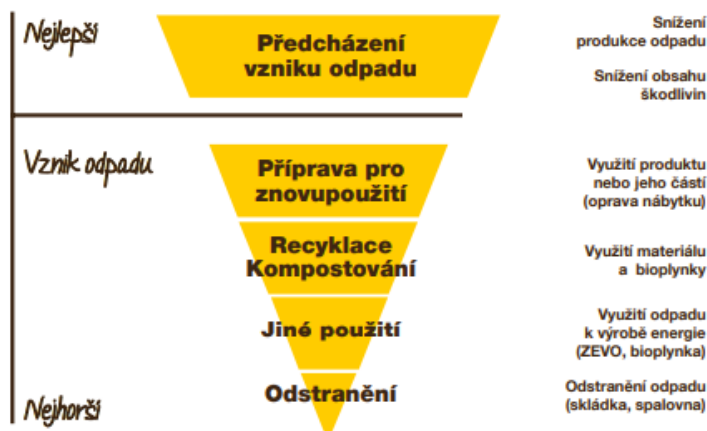 Nejlepší
Předcházení
vzniku odpadu
Snížení
produkce odpadu
Snížení obsahu
škodlivin
Vznik odpadu
Příprava pro
znovupoužití
Využití produktu
nebo jeho částí
(oprava nábytku)
Recyklace
Kompostování
Využití materiálu
a bioplynky
Jiné použití
Využití odpadu
k výrobě energie
(ZEVO, bioplynka)
Nejhorší
Odstranění
Odstranění odpadu
(skládka, spalovna)